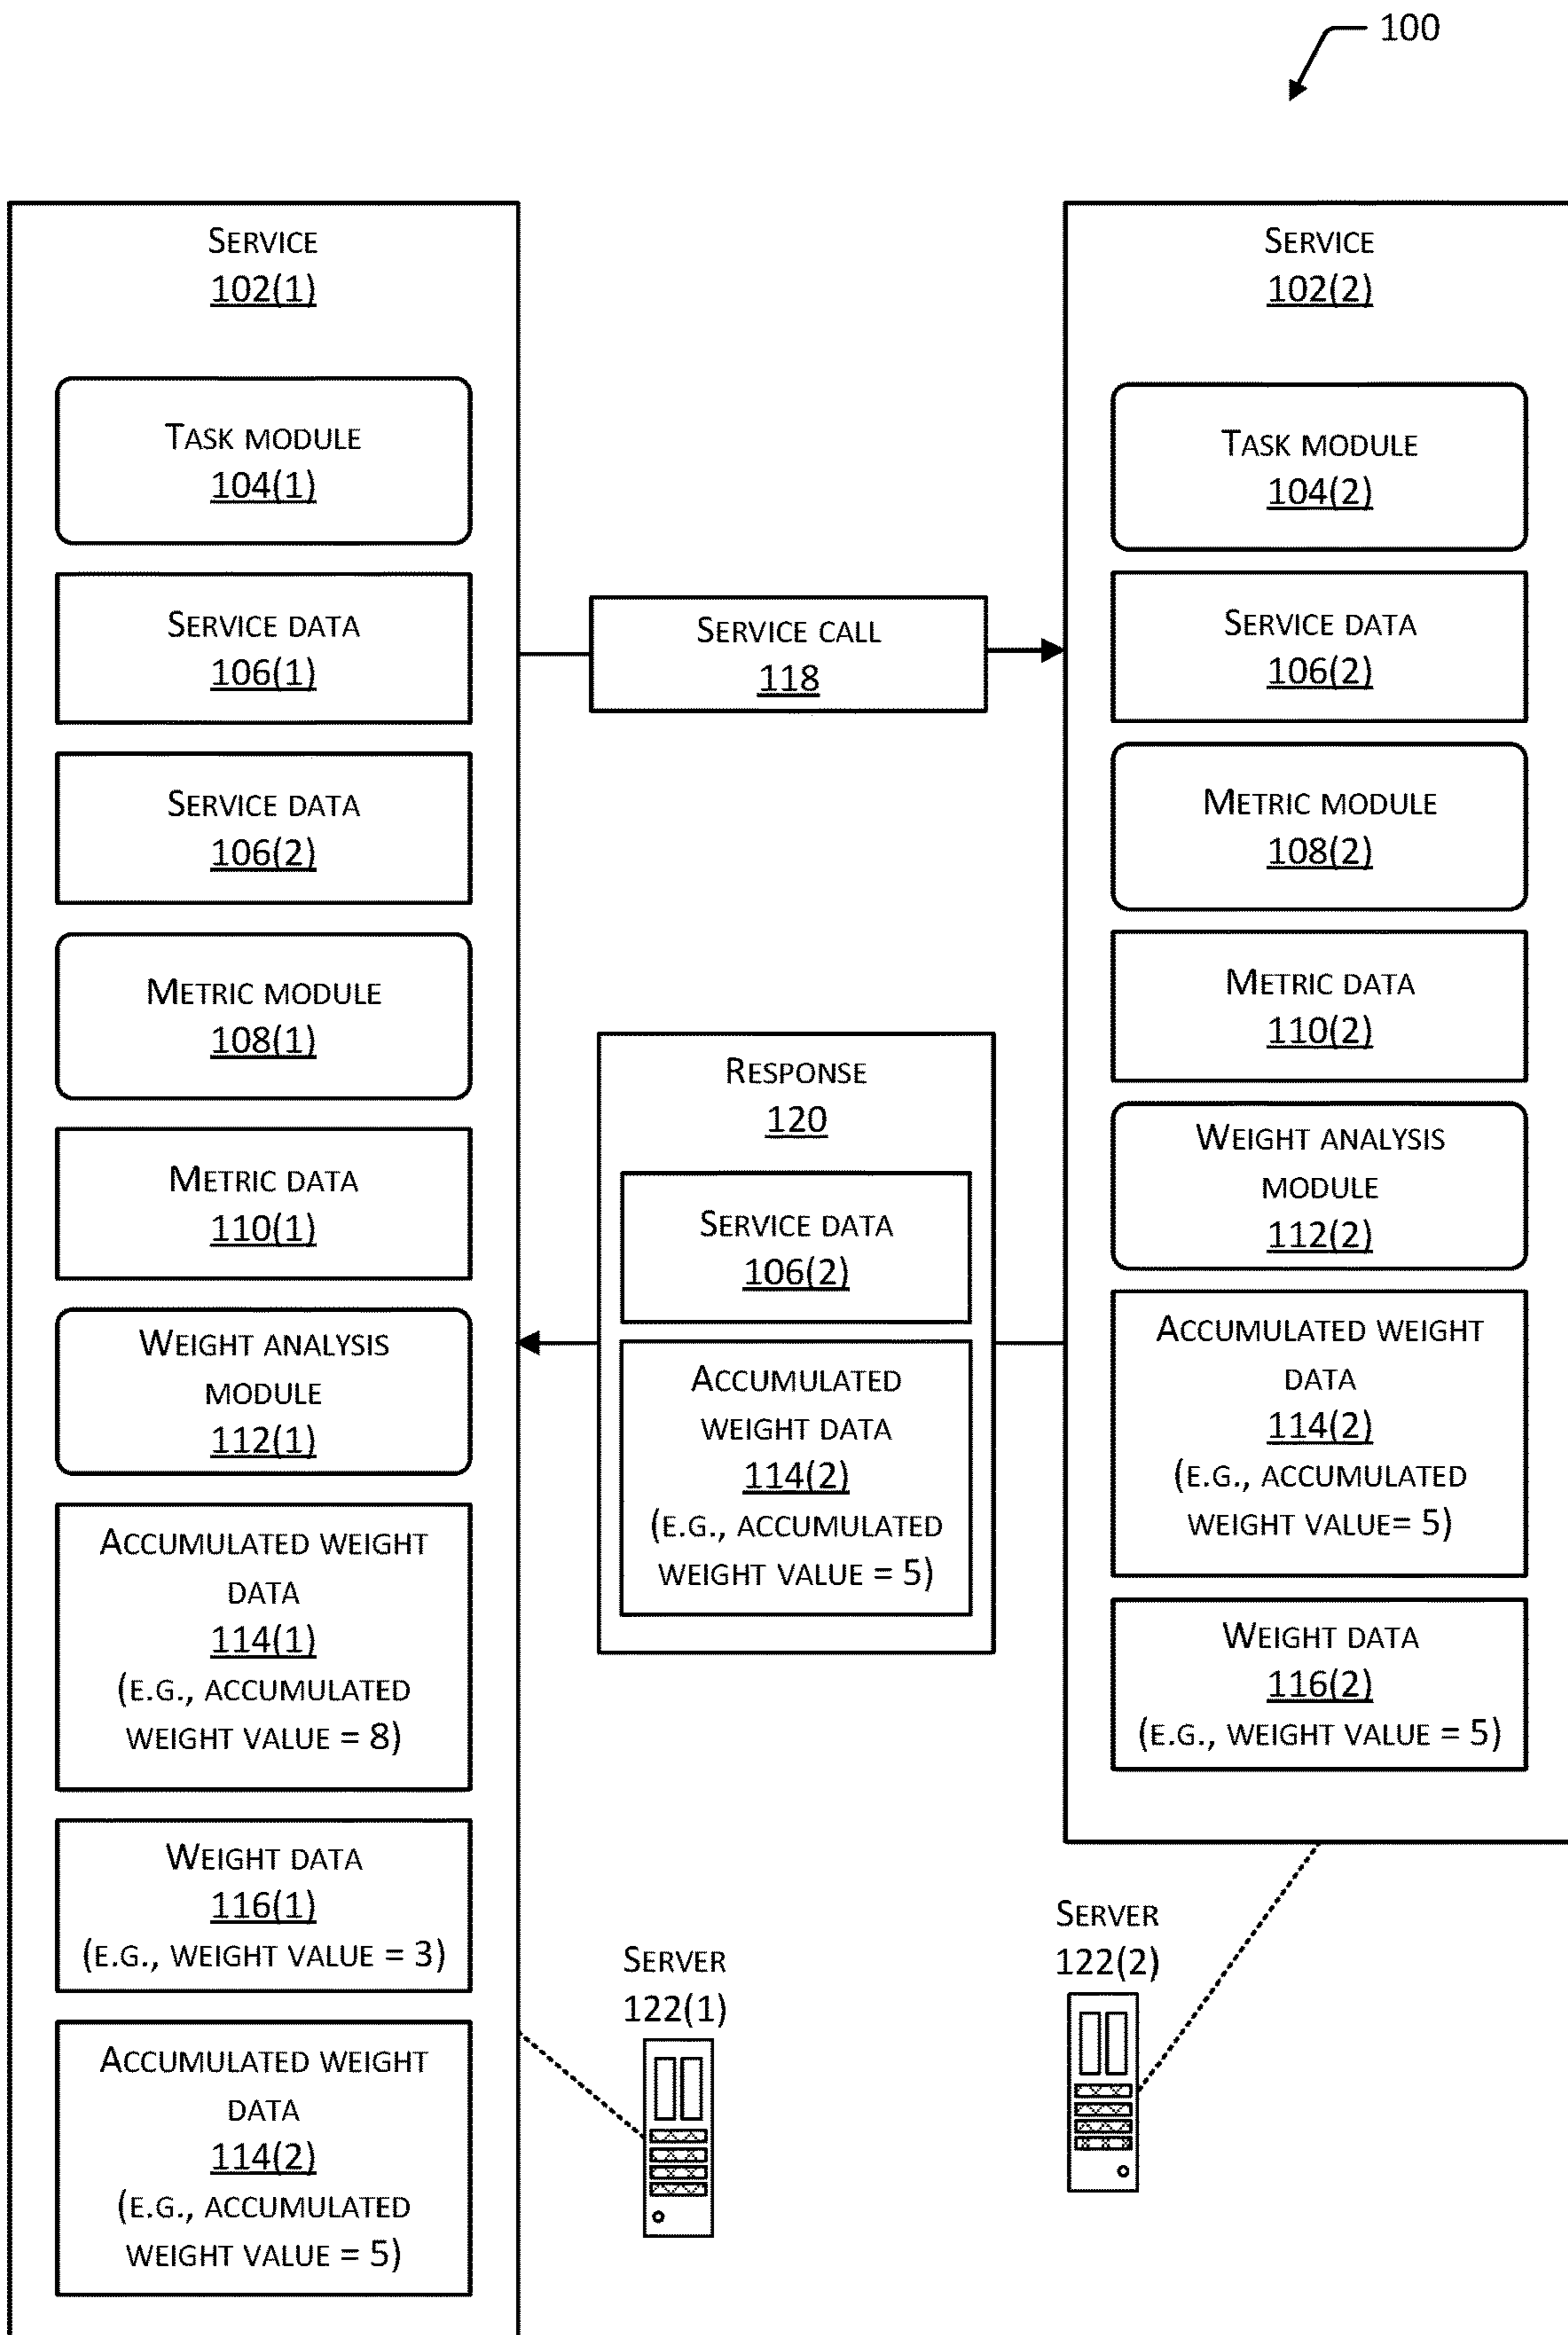 100
SERVICE
102(1)
TASK MODULE
104(1)
SERVICE DATA
106(1)
SERVICE DATA
106(2)
METRIC MODULE
108(1)
METRIC DATA
110(1)
WEIGHT ANALYSIS
MODULE
112(1)
ACCUMULATED WEIGHT
DATA
114(1)
(E.G., ACCUMULATED
WEIGHT VALUE = 8)
WEIGHT DATA
116(1)
(E.G., WEIGHT VALUE = 3)
ACCUMULATED WEIGHT
DATA
114(2)
(E.G., ACCUMULATED
WEIGHT VALUE = 5)
SERVICE CALL
118
RESPONSE
120
SERVICE DATA
106(2)
ACCUMULATED
WEIGHT DATA
114(2)
(E.G., ACCUMULATED
WEIGHT VALUE = 5)
SERVER
122(1)
SERVICE
102(2)
TASK MODULE
104(2)
SERVICE DATA
106(2)
METRIC MODULE
108(2)
METRIC DATA
110(2)
WEIGHT ANALYSIS
MODULE
112(2)
ACCUMULATED WEIGHT
DATA
114(2)
(E.G., ACCUMULATED
WEIGHT VALUE= 5)
WEIGHT DATA
116(2)
(E.G., WEIGHT VALUE = 5)
SERVER
122(2)